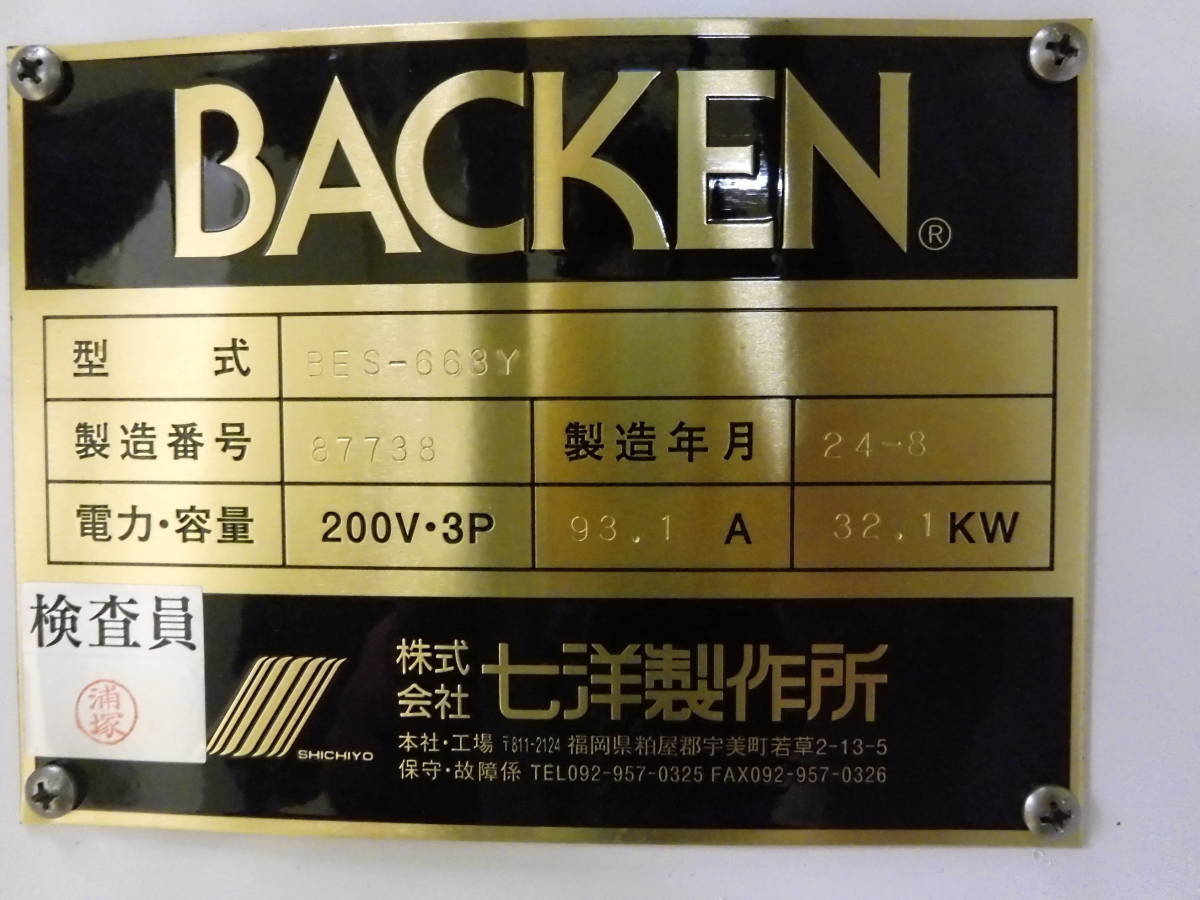 BACKEN®
型式 BES-663Y
製造番号 87738 製造年月 24-8
電力・容量 200V・3P 93.1 A 32.1 KW
検査員
浦塚
SHICHIYO
株式会社 七洋製作所
本社・工場 〒811-2124 福岡県粕屋郡宇美町若草2-13-5
保守・故障係 TEL092-957-0325 FAX092-957-0326